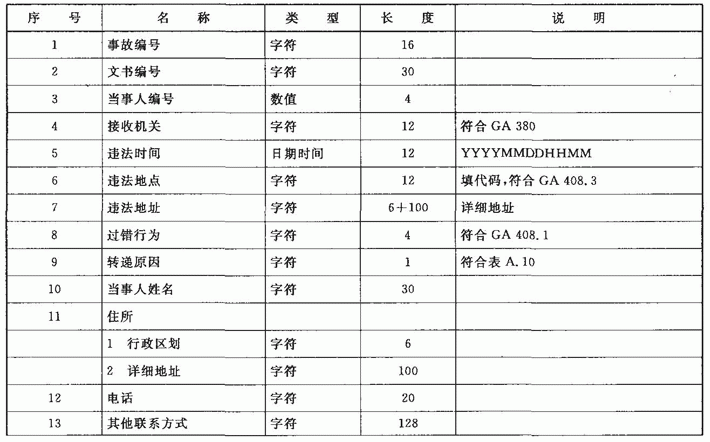 序 号 名 称 类 型 长 度 说 明
1 事故编号 字符 16
2 文书编号 字符 30
3 当事人编号 数值 4
4 接收机关 字符 12 符合 GA 380
5 违法时间 日期时间 12 YYYYMMDDHHMM
6 违法地点 字符 12 填代码,符合 GA 408.3
7 违法地址 字符 6+100 详细地址
8 过错行为 字符 4 符合 GA 408.1
9 转递原因 字符 1 符合表 A.10
10 当事人姓名 字符 30
11 住所
1 行政区划 字符 6
2 详细地址 字符 100
12 电话 字符 20
13 其他联系方式 字符 128